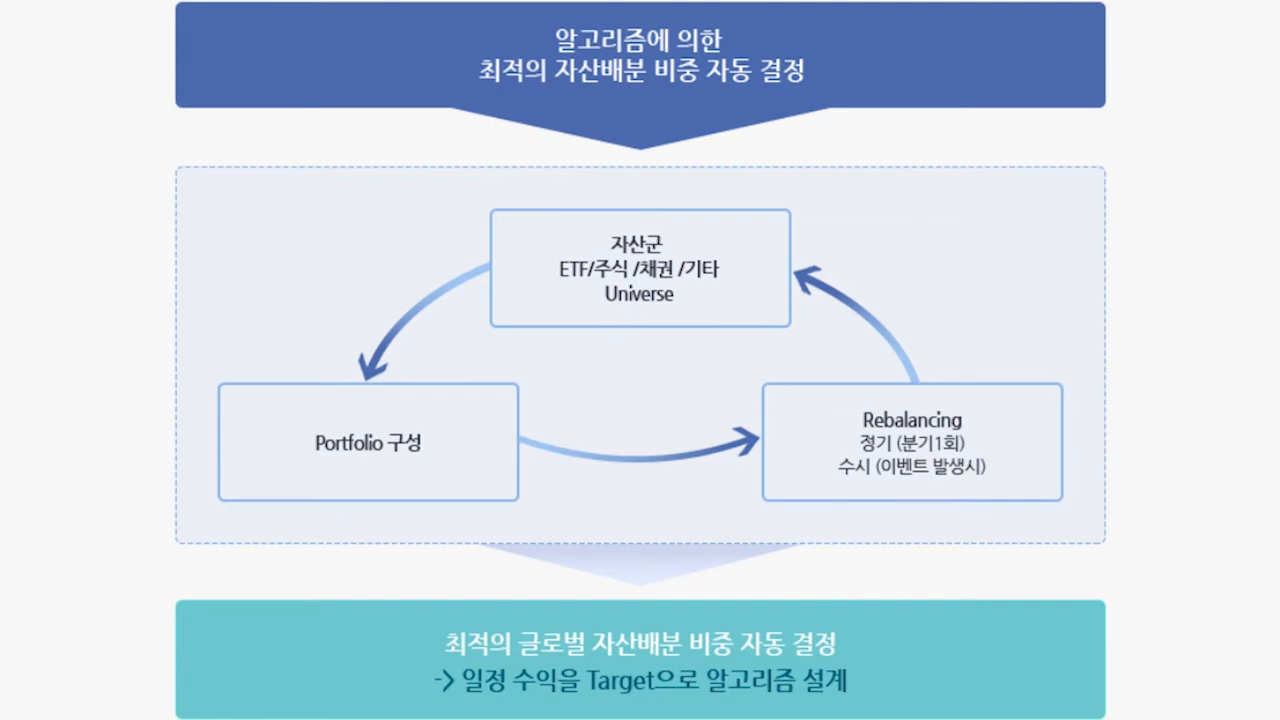 알고리즘에 의한
최적의 자산배분 비중 자동 결정
자산군
ETF/주식 /채권 /기타
Universe
Portfolio 구성
Rebalancing
정기 (분기1회)
수시 (이벤트 발생시)
최적의 글로벌 자산배분 비중 자동 결정
-> 일정 수익을 Target으로 알고리즘 설계